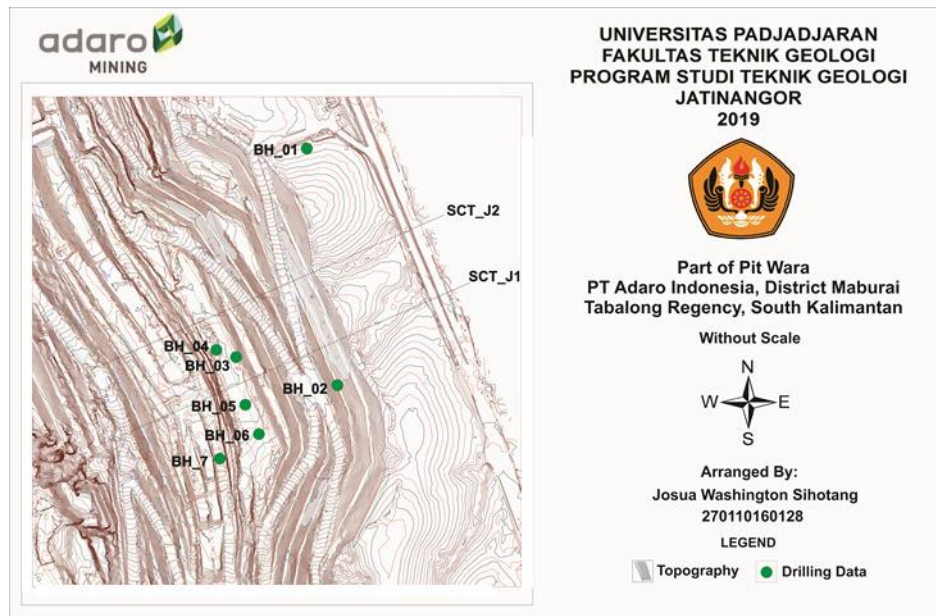 adaro
MINING
BH_01
SCT_J2
SCT_J1
BH_04
BH_03
BH_02
BH_05
BH_06
BH_7
UNIVERSITAS PADJADJARAN
FAKULTAS TEKNIK GEOLOGI
PROGRAM STUDI TEKNIK GEOLOGI
JATINANGOR
2019
Part of Pit Wara
PT Adaro Indonesia, District Maburai
Tabalong Regency, South Kalimantan
Without Scale
N
W E
S
Arranged By:
Josua Washington Sihotang
270110160128
LEGEND
Topography Drilling Data